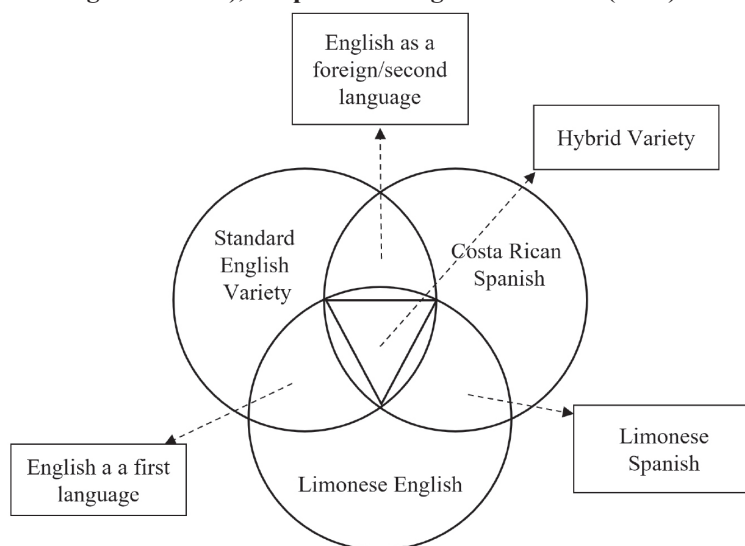 English as a
foreign/second
language
Hybrid Variety
Standard
English
Variety
Costa Rican
Spanish
English a a first
language
Limonese English
Limonese
Spanish